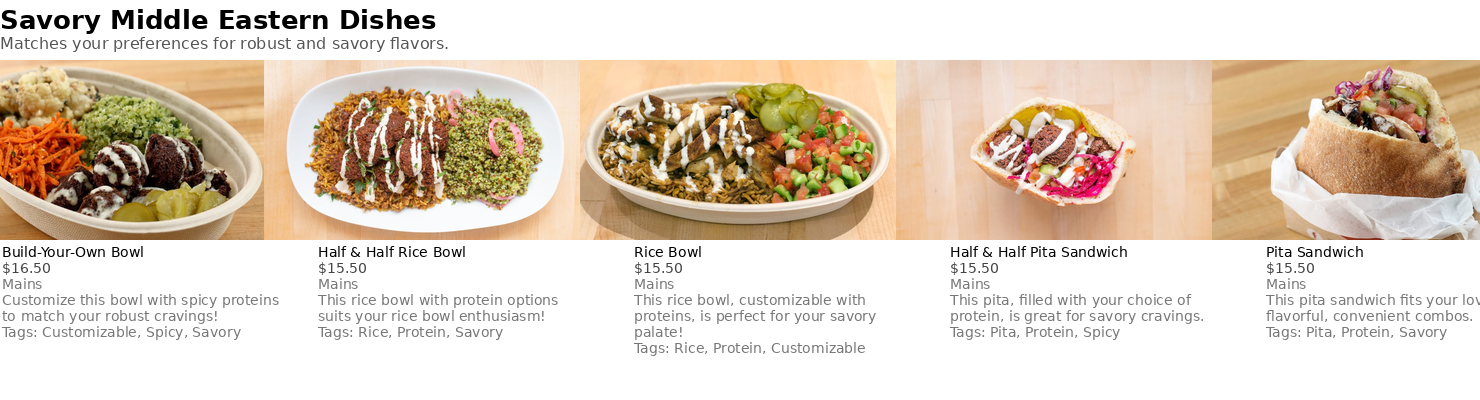 Savory Middle Eastern Dishes
Matches your preferences for robust and savory flavors.
Build-Your-Own Bowl
$16.50
Mains
Customize this bowl with spicy proteins
to match your robust cravings!
Tags: Customizable, Spicy, Savory
Half & Half Rice Bowl
$15.50
Mains
This rice bowl with protein options
suits your rice bowl enthusiasm!
Tags: Rice, Protein, Savory
Rice Bowl
$15.50
Mains
This rice bowl, customizable with
proteins, is perfect for your savory
palate!
Tags: Rice, Protein, Customizable
Half & Half Pita Sandwich
$15.50
Mains
This pita, filled with your choice of
protein, is great for savory cravings.
Tags: Pita, Protein, Spicy
Pita Sandwich
$15.50
Mains
This pita sandwich fits your
flavorful, convenient combos.
Tags: Pita, Protein, Savory